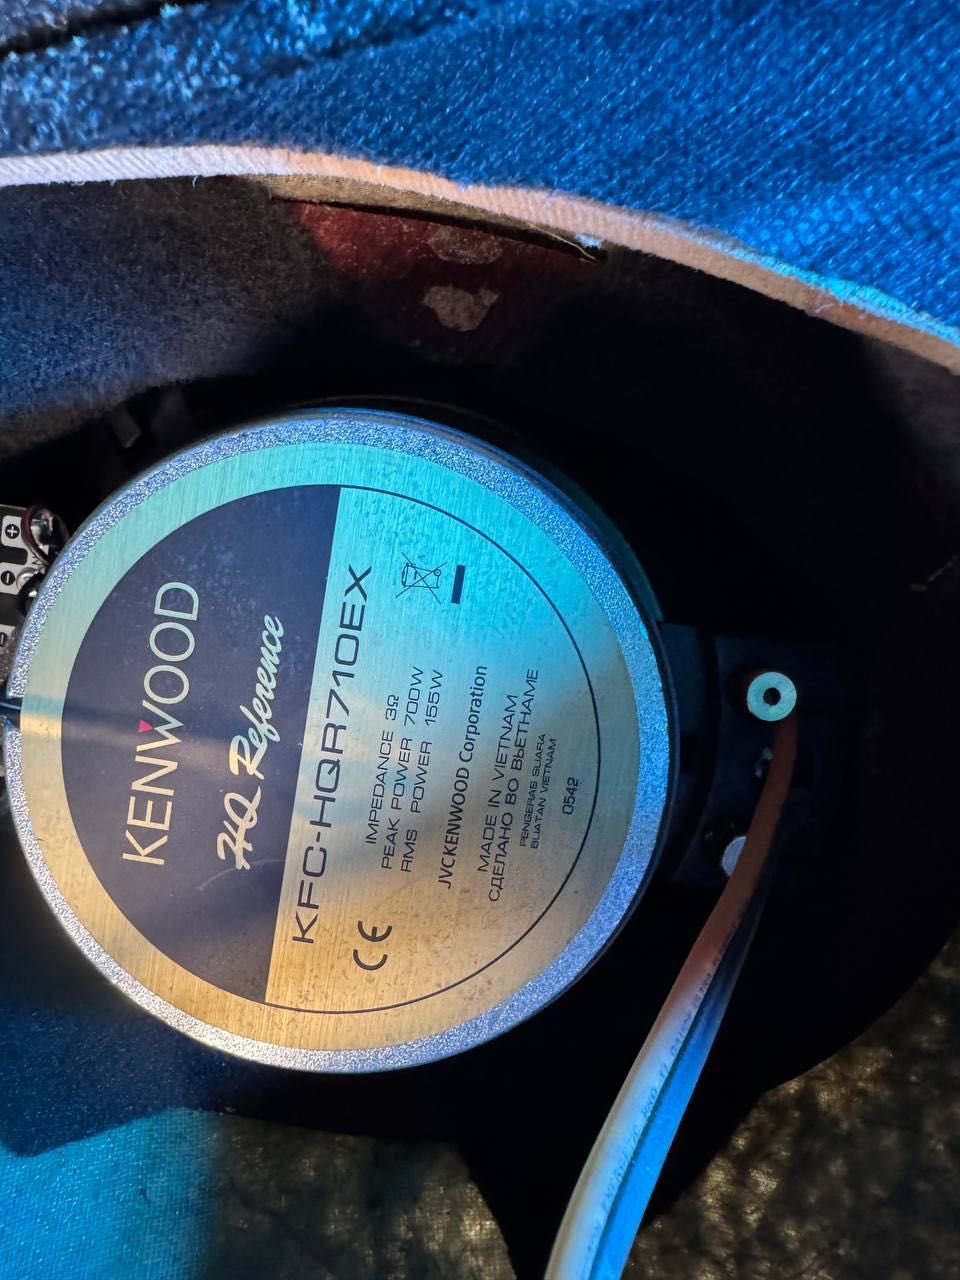 KENWOOD
HQ Reference
KFC-HQR710EX
IMPEDANCE 3Ω
PEAK POWER 700W
RMS POWER 155W
JVCKENWOOD Corporation
MADE IN VIETNAM
СДЕЛАНО ВО ВЬЕТНАМЕ
PENGERAS SUARA
BUATAN VIETNAM
0542
CE